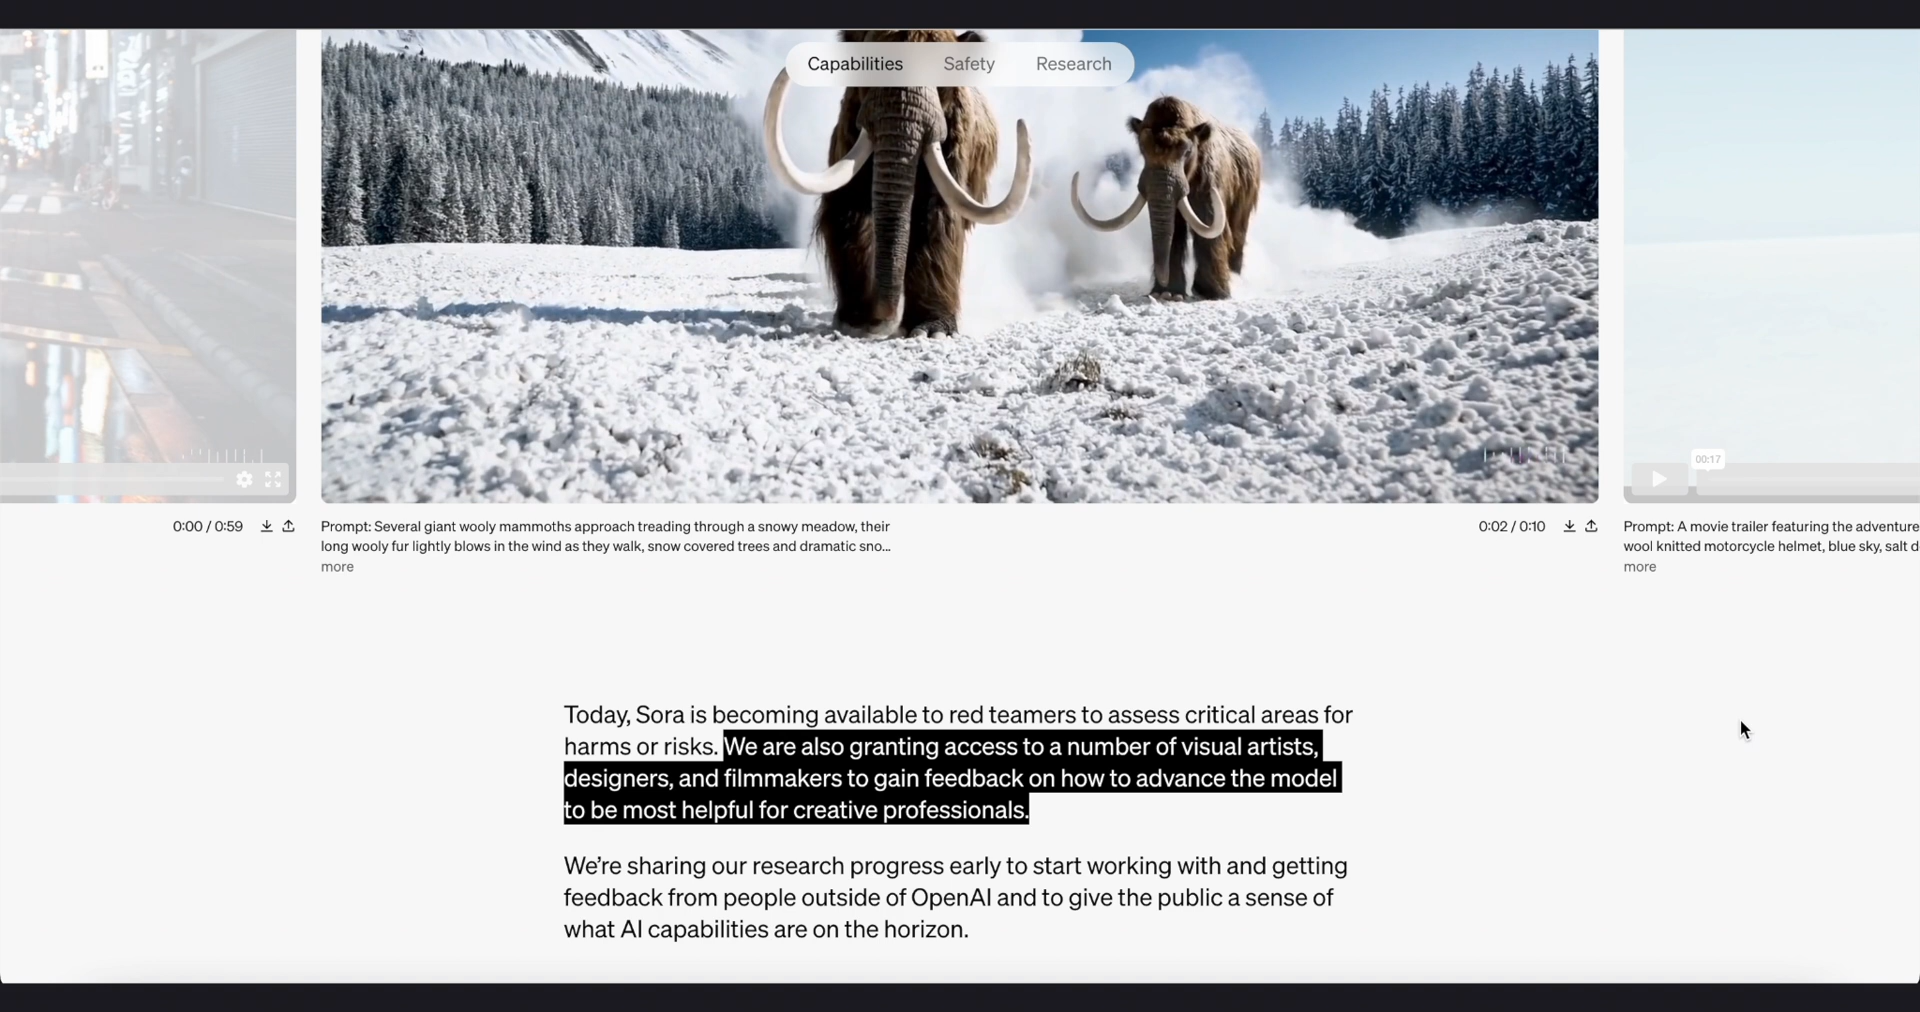 Capabilities Safety Research
00:17
0:00 / 0:59
Prompt: Several giant wooly mammoths approach treading through a snowy meadow, their
long wooly fur lightly blows in the wind as they walk, snow covered trees and dramatic sno...
more
0:02 / 0:10
Prompt: A movie trailer featuring the adventure
wool knitted motorcycle helmet, blue sky, salt d
more
Today, Sora is becoming available to red teamers to assess critical areas for
harms or risks. We are also granting access to a number of visual artists,
designers, and filmmakers to gain feedback on how to advance the model
to be most helpful for creative professionals.
We’re sharing our research progress early to start working with and getting
feedback from people outside of OpenAI and to give the public a sense of
what AI capabilities are on the horizon.